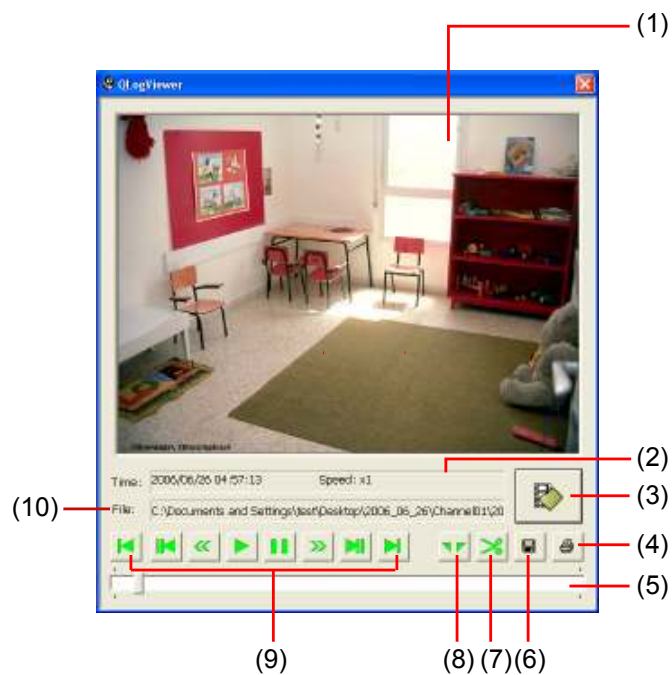 (1)
QLogViewer
(2)
Time: 2006/06/26 04:57:13 Speed: x1
(3)
(10)
File: C:\Documents and Settings\test\Desktop\2006_06_26\Channel01\20
(4)
(5)
(9)
(8) (7) (6)